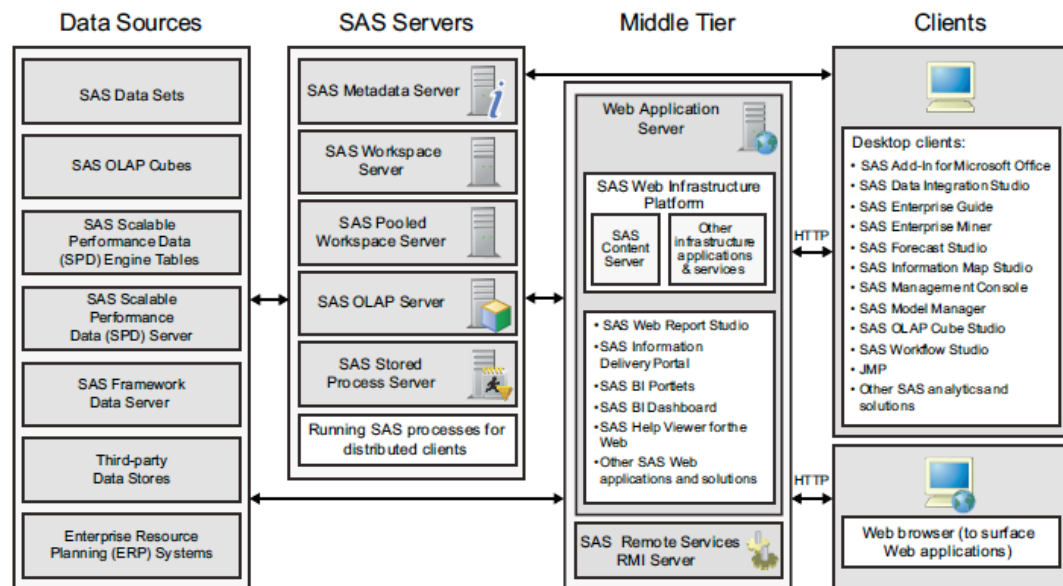 Data Sources
SAS Servers
Middle Tier
Clients
SAS Data Sets
SAS OLAP Cubes
SAS Scalable
Performance Data
(SPD) Engine Tables
SAS Scalable
Performance
Data (SPD) Server
SAS Framework
Data Server
Third-party
Data Stores
Enterprise Resource
Planning (ERP) Systems
SAS Metadata Server
SAS Workspace
Server
SAS Pooled
Workspace Server
SAS OLAP Server
SAS Stored
Process Server
Running SAS processes for
distributed clients
Web Application
Server
SAS Web Infrastructure
Platform
SAS
Content
Server
Other
infrastructure
applications
& services
• SAS Web Report Studio
• SAS Information
Delivery Portal
• SAS BI Portlets
• SAS BI Dashboard
• SAS Help Viewer for the
Web
• Other SAS Web
applications and solutions
SAS Remote Services
RMI Server
HTTP
HTTP
Desktop clients:
• SAS Add-In for Microsoft Office
• SAS Data Integration Studio
• SAS Enterprise Guide
• SAS Enterprise Miner
• SAS Forecast Studio
• SAS Information Map Studio
• SAS Management Console
• SAS Model Manager
• SAS OLAP Cube Studio
• SAS Workflow Studio
• JMP
• Other SAS analytics and
solutions
Web browser (to surface
Web applications)